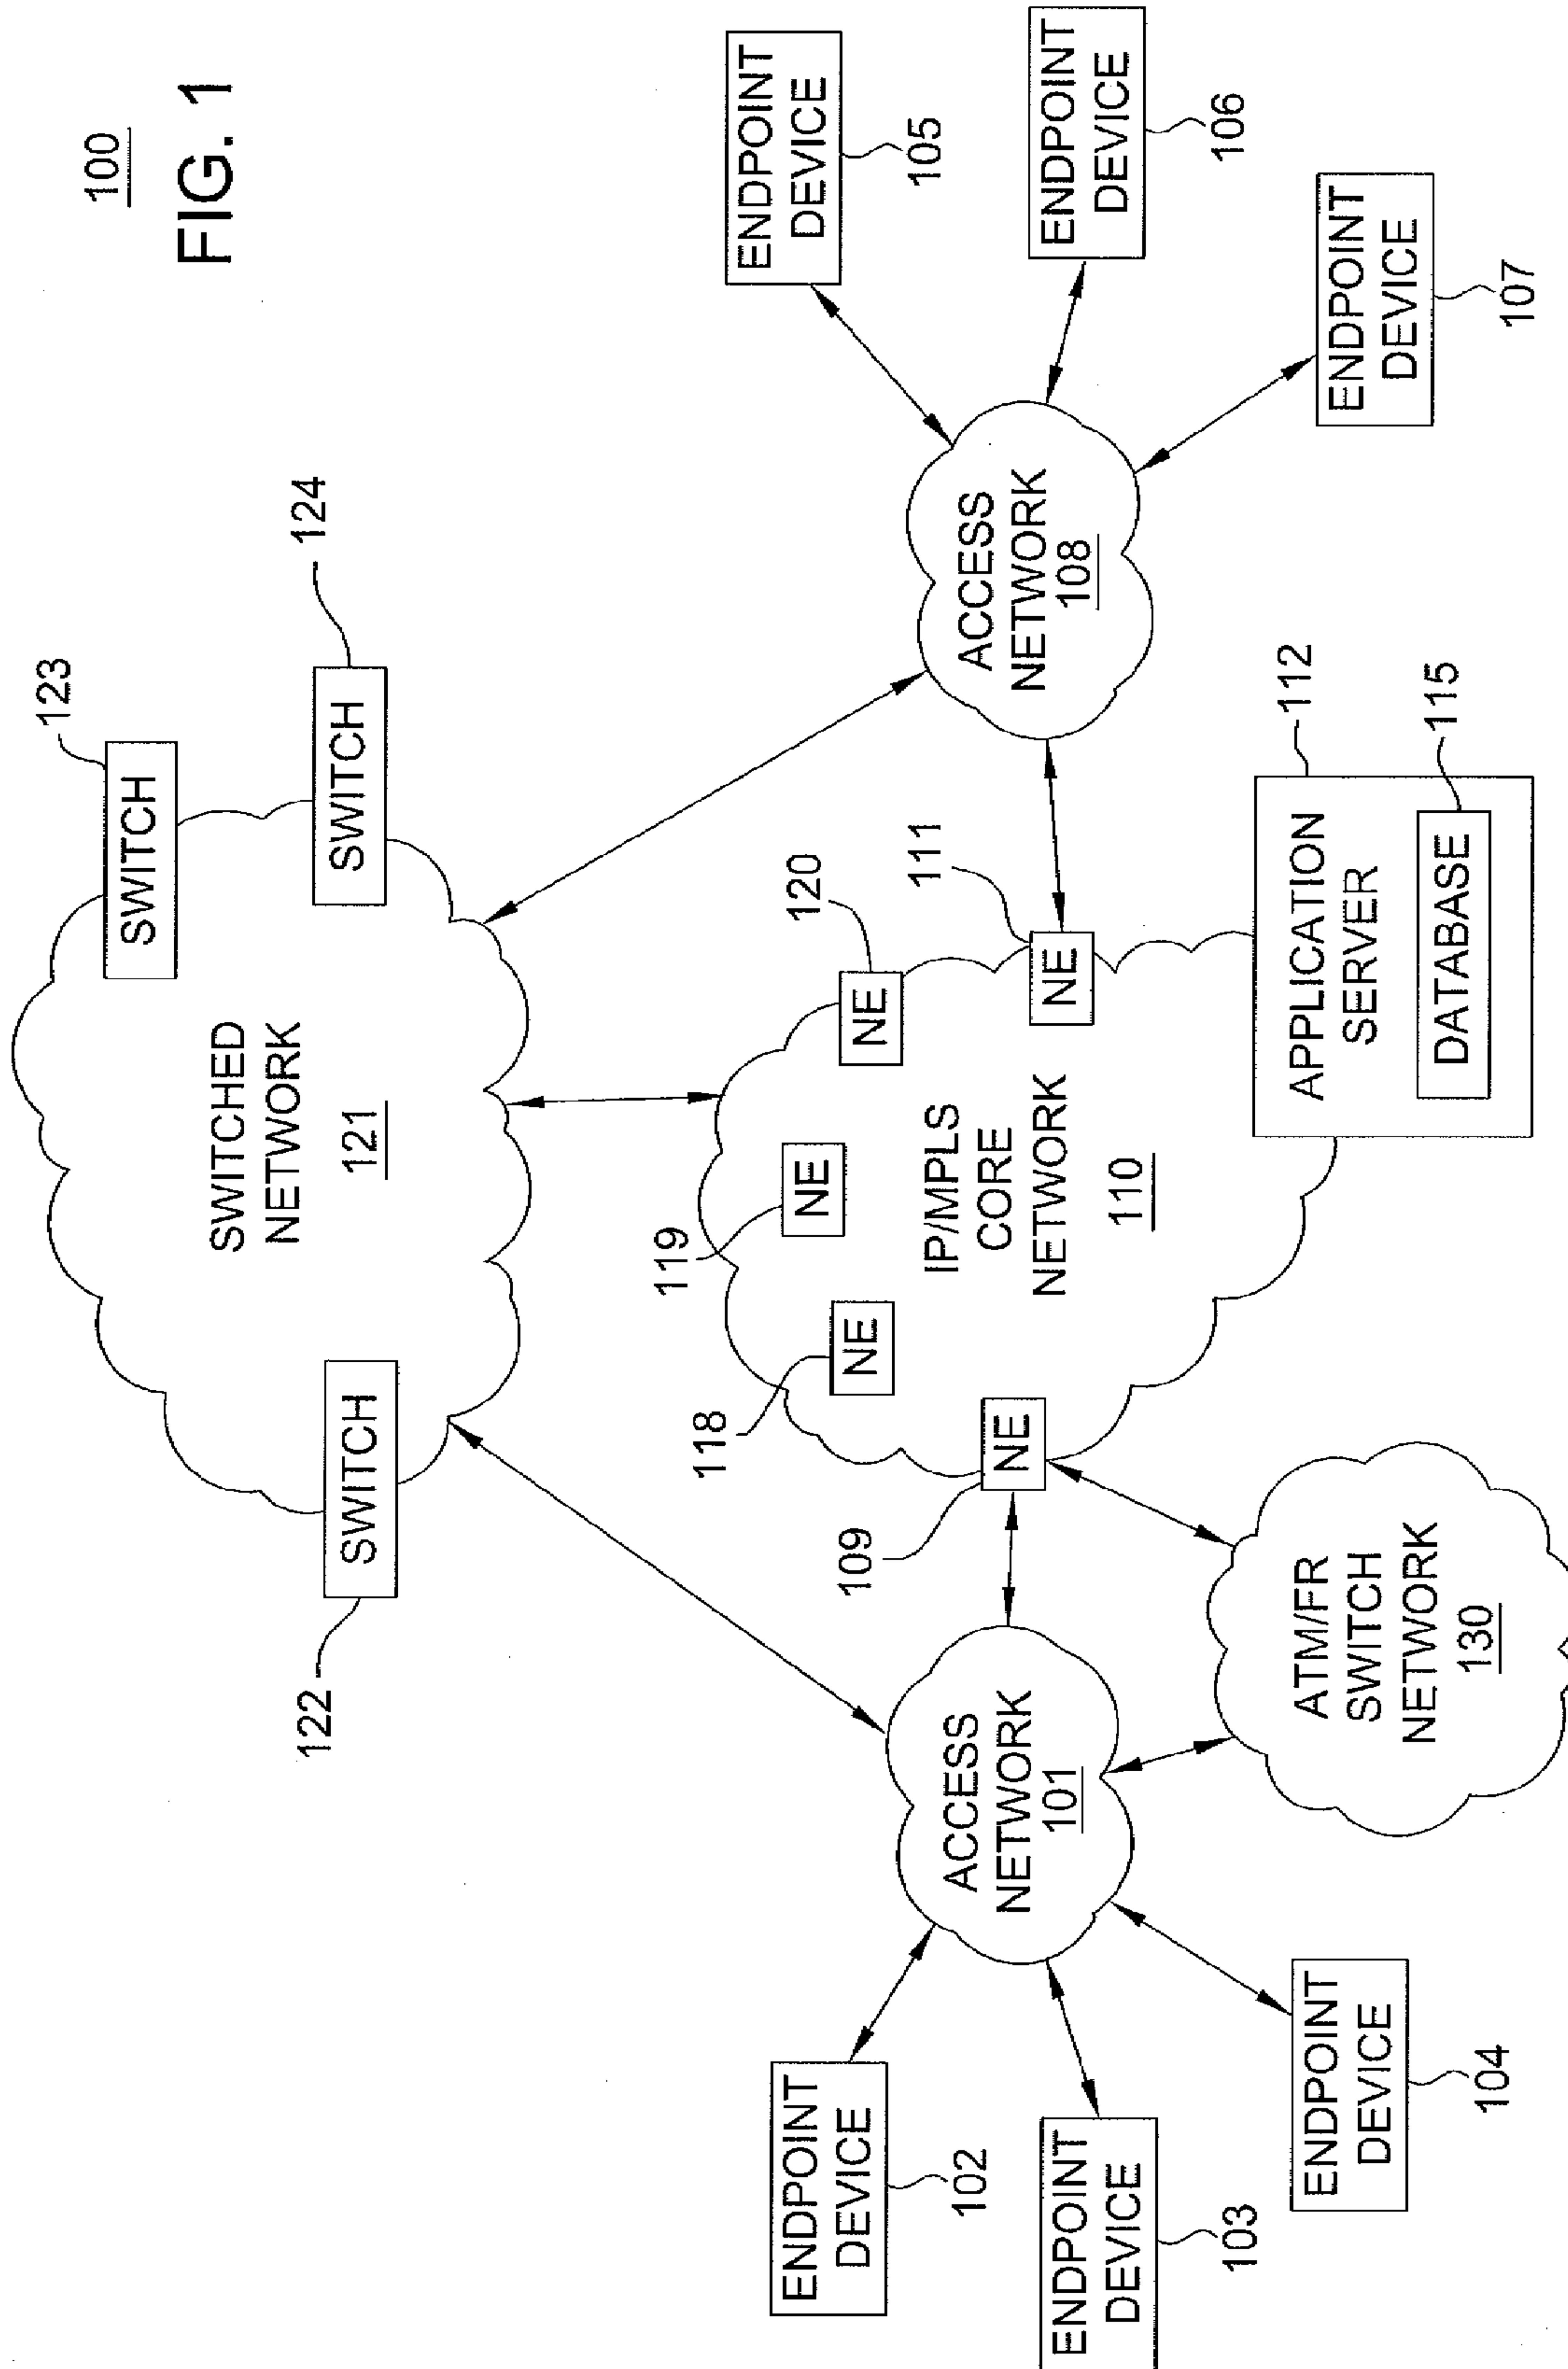 100
FIG. 1
123
SWITCH
124
SWITCH
SWITCHED
NETWORK
121
SWITCH
122
ENDPOINT
DEVICE
105
ENDPOINT
DEVICE
106
ENDPOINT
DEVICE
107
ACCESS
NETWORK
108
120
NE
111
NE
NE
119
NE
118
NE
109
IP/MPLS
CORE
NETWORK
110
112
APPLICATION
SERVER
115
DATABASE
ACCESS
NETWORK
101
ATM/FR
SWITCH
NETWORK
130
ENDPOINT
DEVICE
102
ENDPOINT
DEVICE
103
ENDPOINT
DEVICE
104